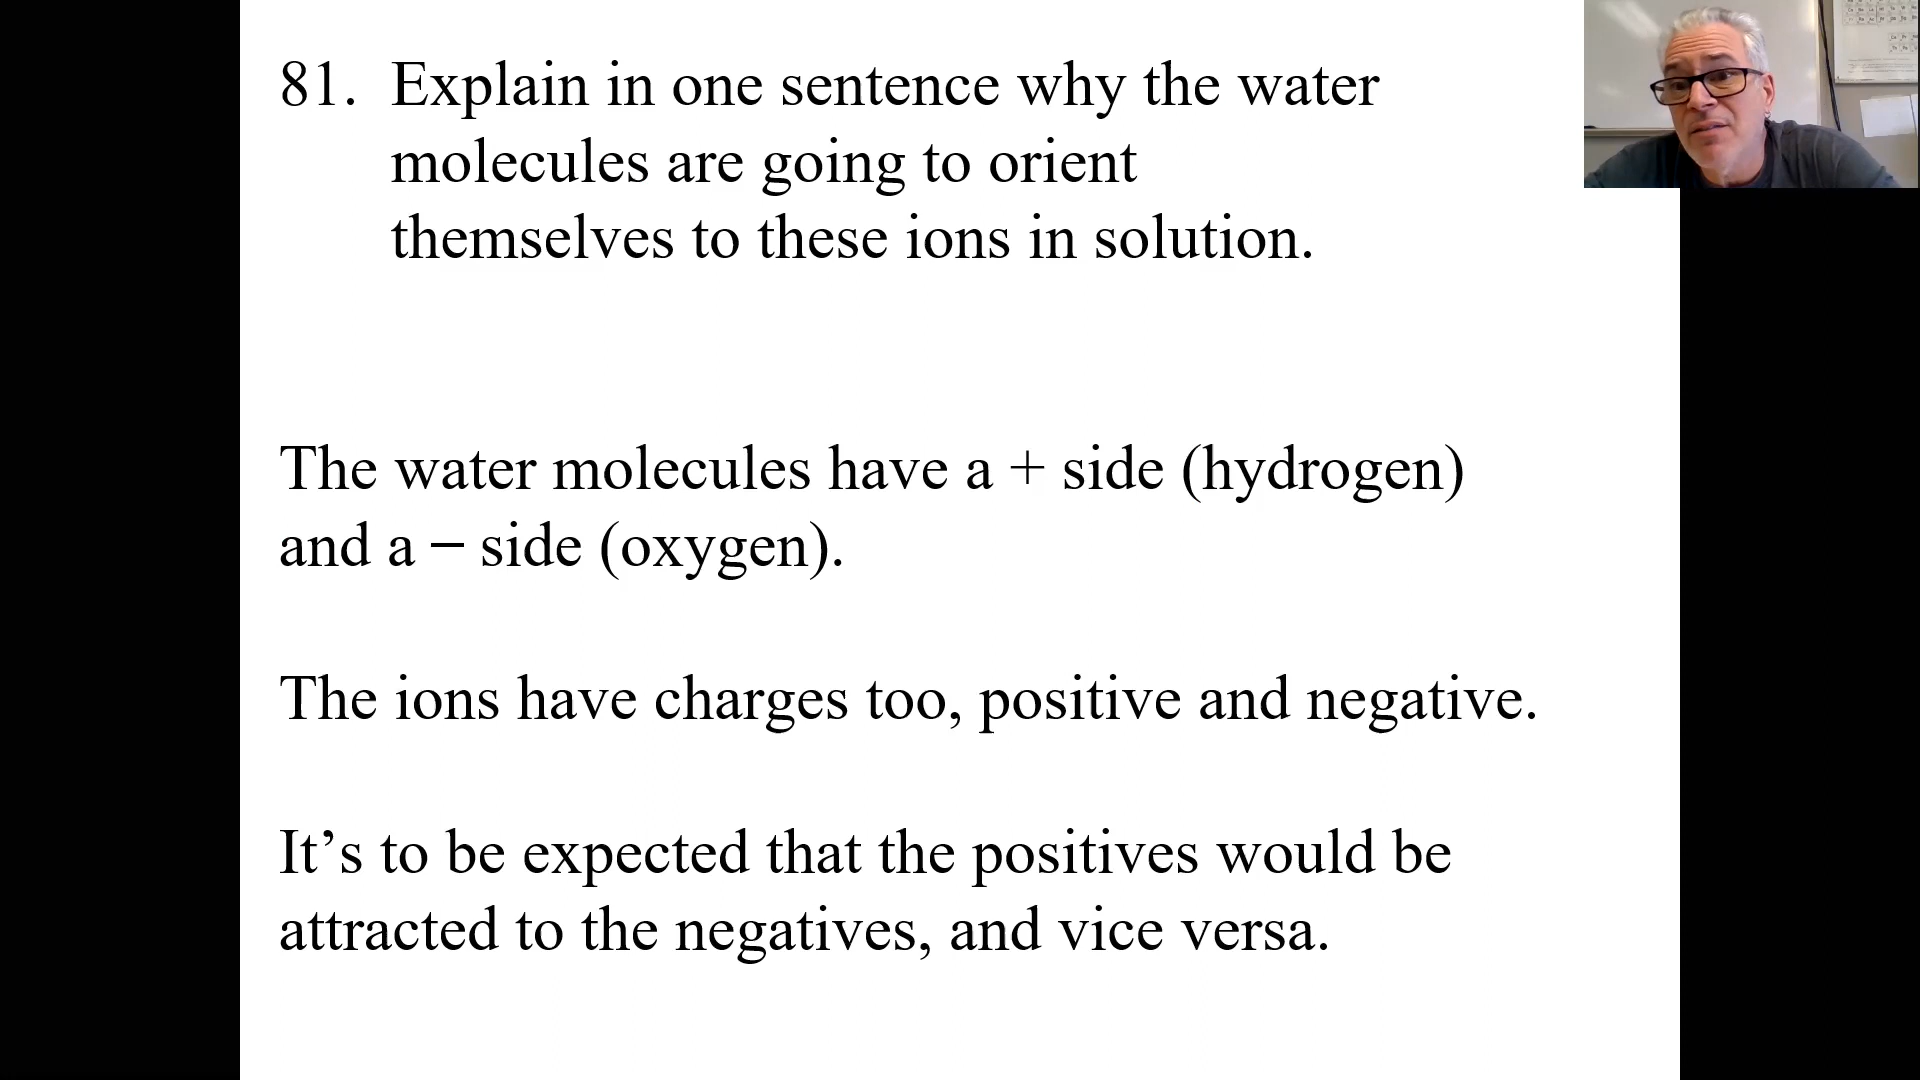 81. Explain in one sentence why the water
molecules are going to orient
themselves to these ions in solution.
The water molecules have a + side (hydrogen)
and a – side (oxygen).
The ions have charges too, positive and negative.
It’s to be expected that the positives would be
attracted to the negatives, and vice versa.